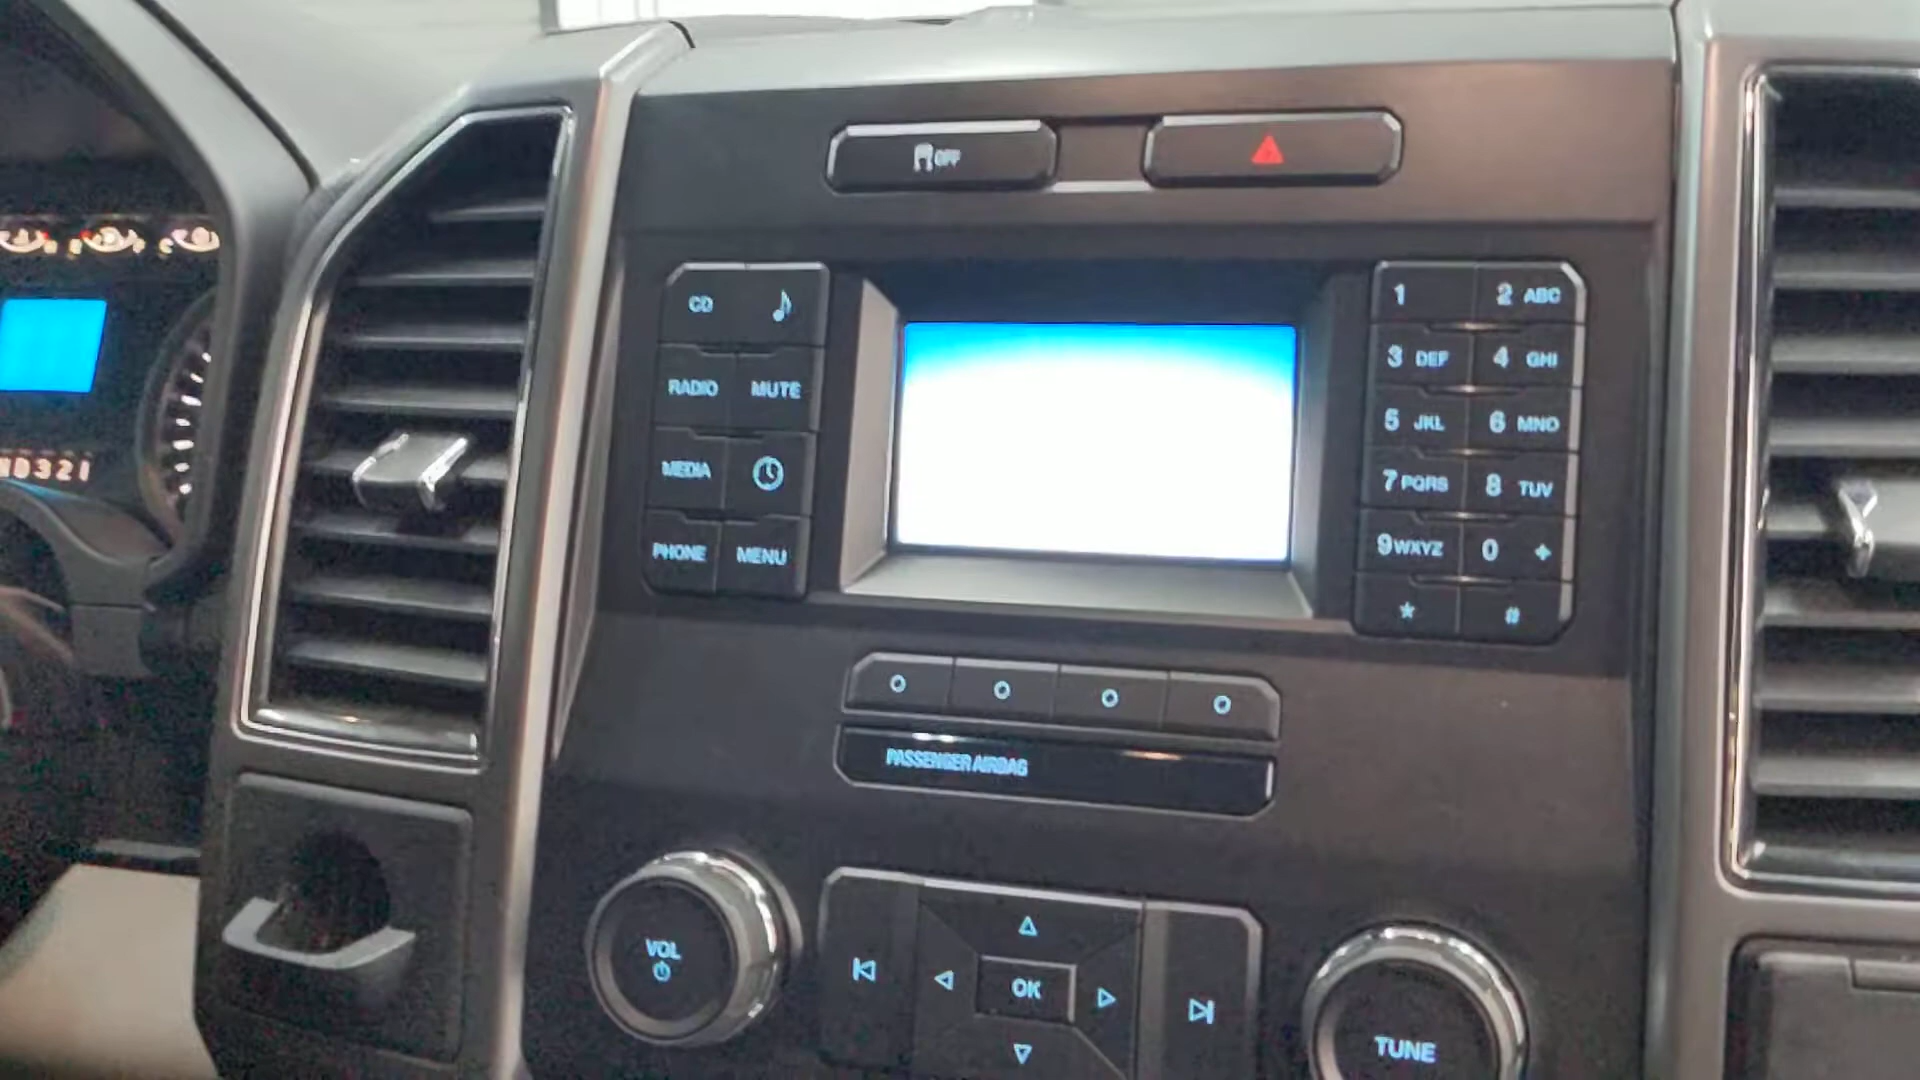 OFF
CD
RADIO MUTE
MEDIA
PHONE MENU
1 2 ABC
3 DEF 4 GHI
5 JKL 6 MNO
7 PQRS 8 TUV
9 WXYZ 0 +
* #
ND321
PASSENGER AIRBAG
VOL
OK
TUNE